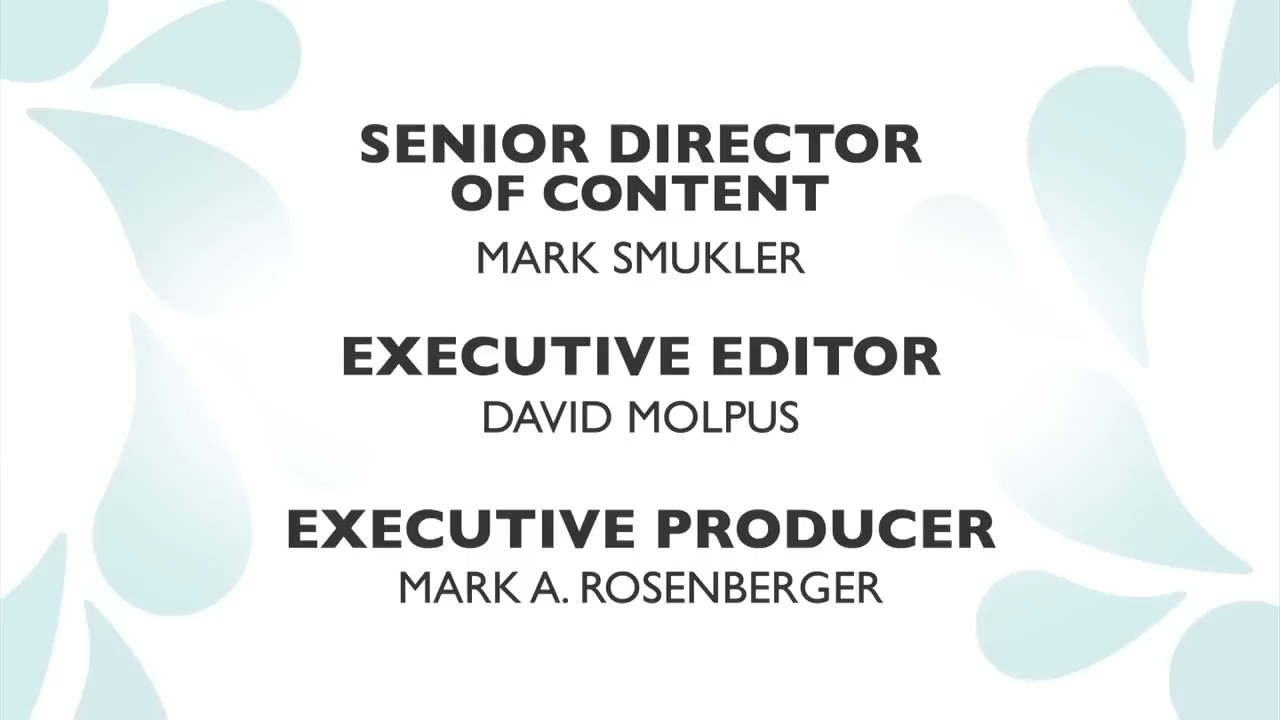 SENIOR DIRECTOR
OF CONTENT
MARK SMUKLER
EXECUTIVE EDITOR
DAVID MOLPUS
EXECUTIVE PRODUCER
MARK A. ROSENBERGER